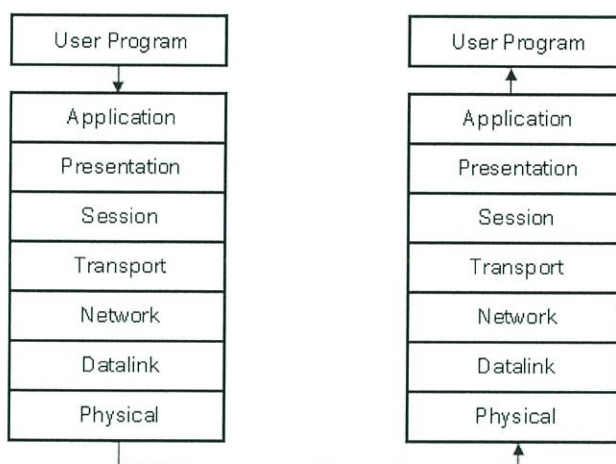 User Program
Application
Presentation
Session
Transport
Network
Datalink
Physical
User Program
Application
Presentation
Session
Transport
Network
Datalink
Physical